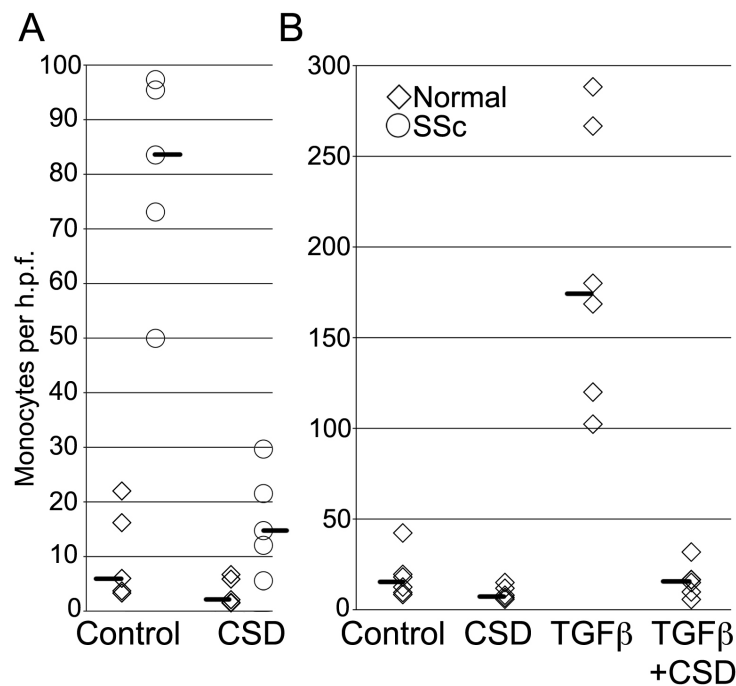 A
B
Monocytes per h.p.f.
100
90
80
70
60
50
40
30
20
10
0
Control
CSD
300
250
200
150
100
50
0
Normal
SSc
Control
CSD
TGFβ
TGFβ
+CSD